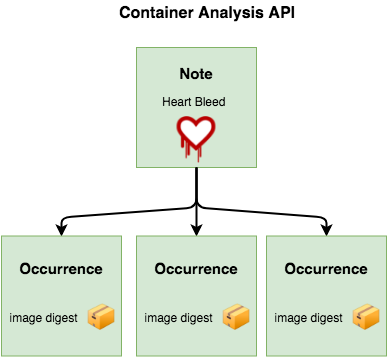 Container Analysis API
Note
Heart Bleed
Occurrence
image digest
Occurrence
image digest
Occurrence
image digest